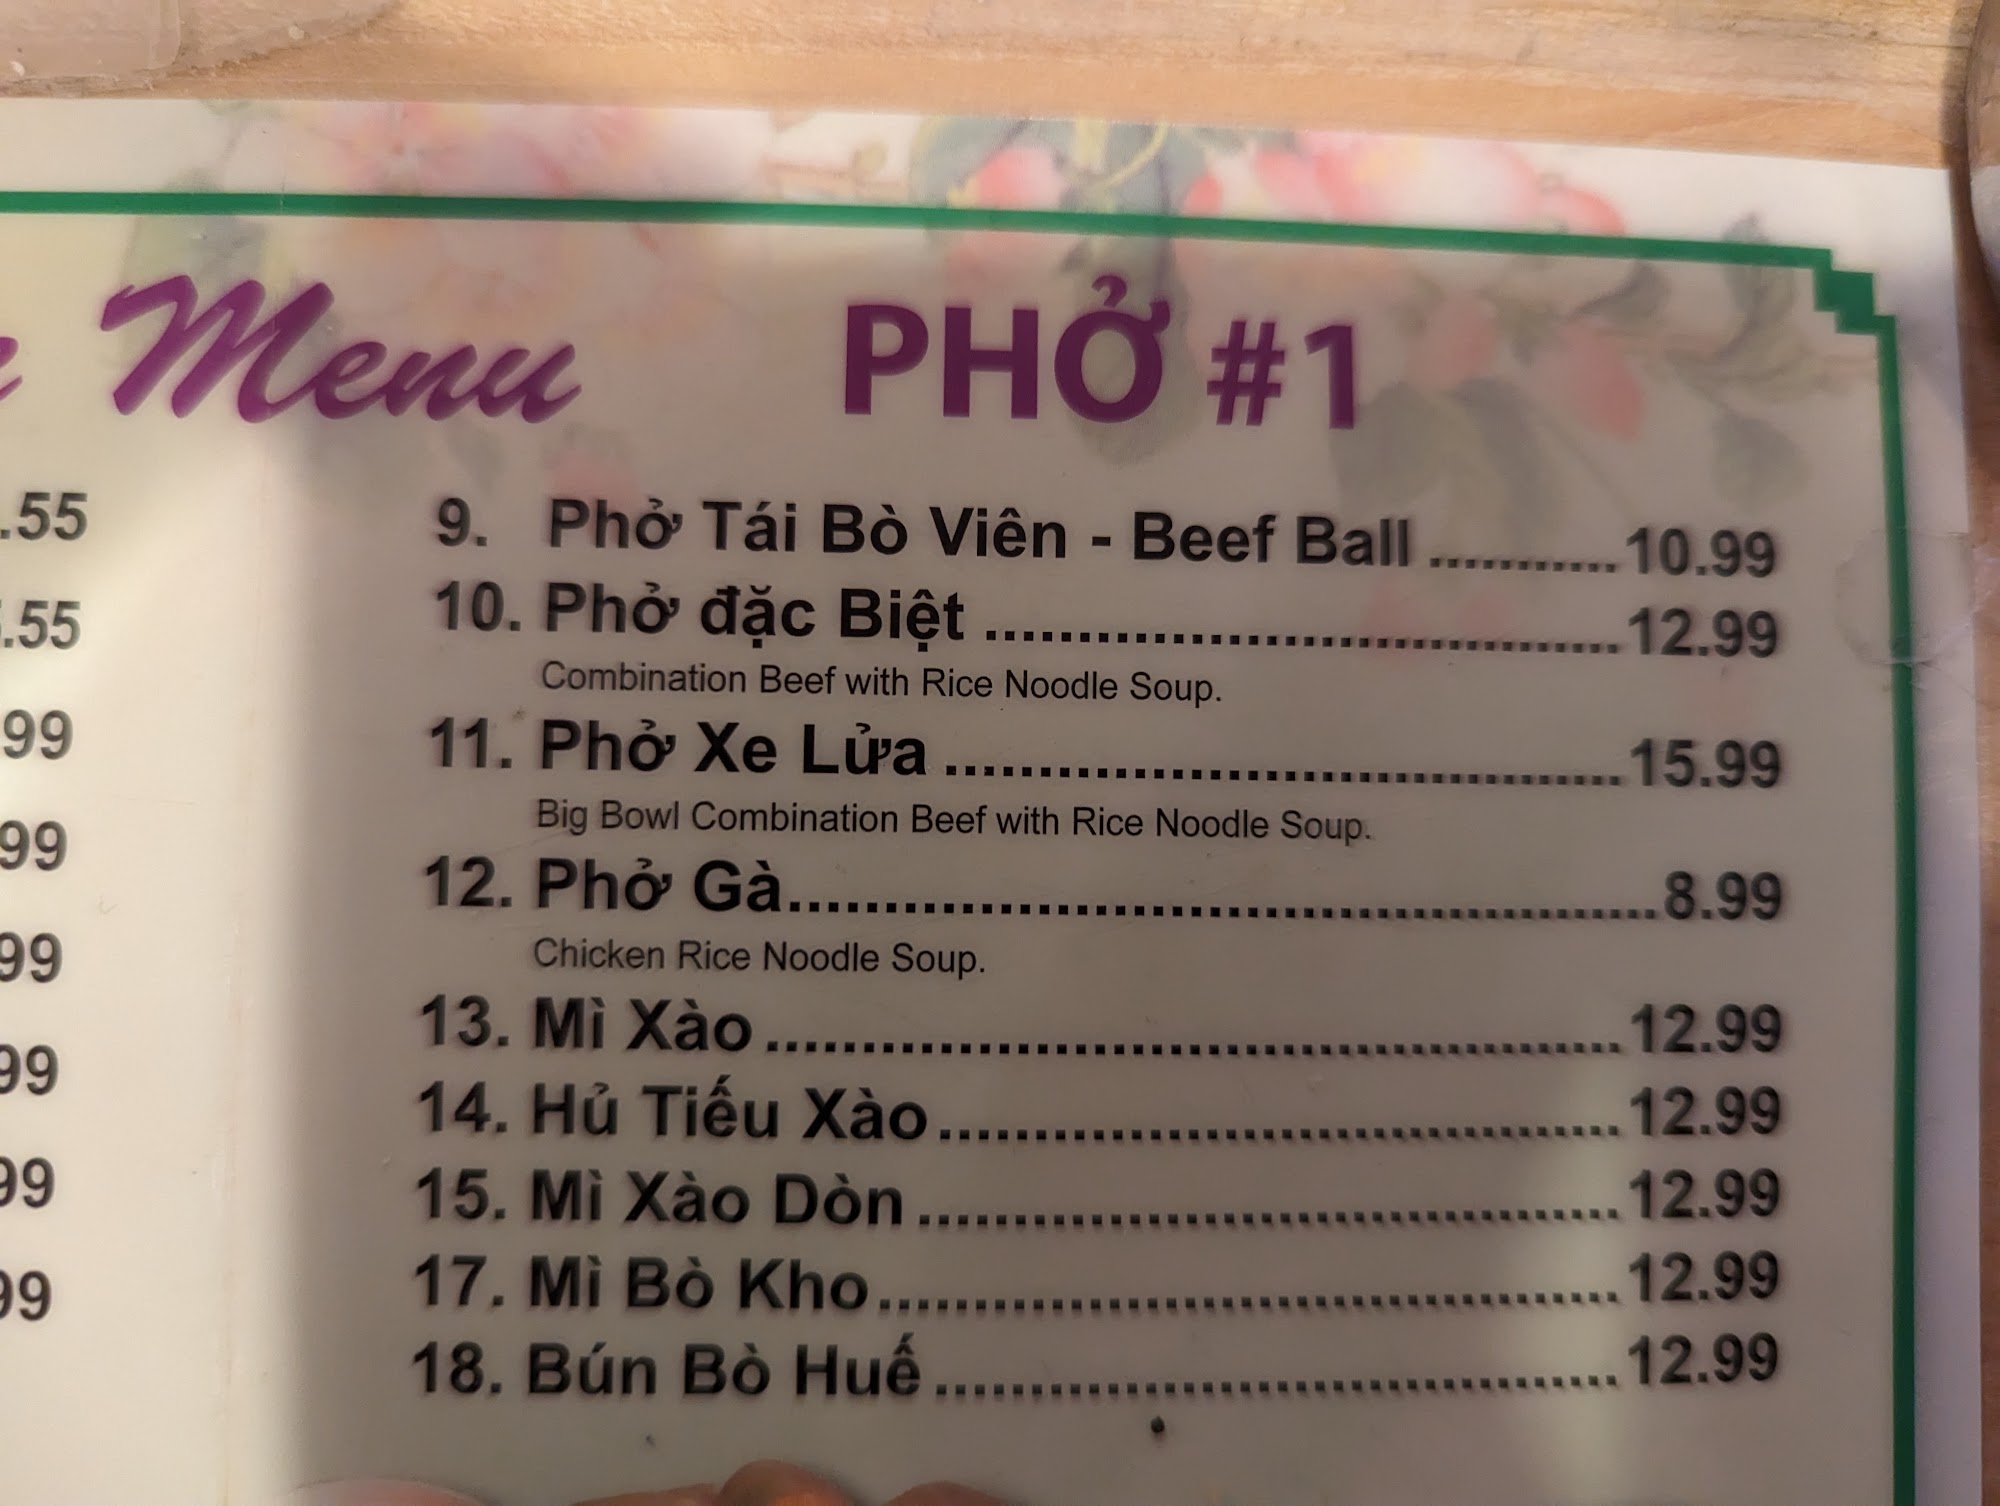 Menu PHỞ #1
.55
.55
99
99
99
99
99
99
9. Phở Tái Bò Viên - Beef Ball ........... 10.99
10. Phở đặc Biệt .................................. 12.99
Combination Beef with Rice Noodle Soup.
11. Phở Xe Lửa .................................... 15.99
Big Bowl Combination Beef with Rice Noodle Soup.
12. Phở Gà.............................................. 8.99
Chicken Rice Noodle Soup.
13. Mì Xào ............................................. 12.99
14. Hủ Tiếu Xào .................................... 12.99
15. Mì Xào Dòn ..................................... 12.99
17. Mì Bò Kho ....................................... 12.99
18. Bún Bò Huế .................................... 12.99